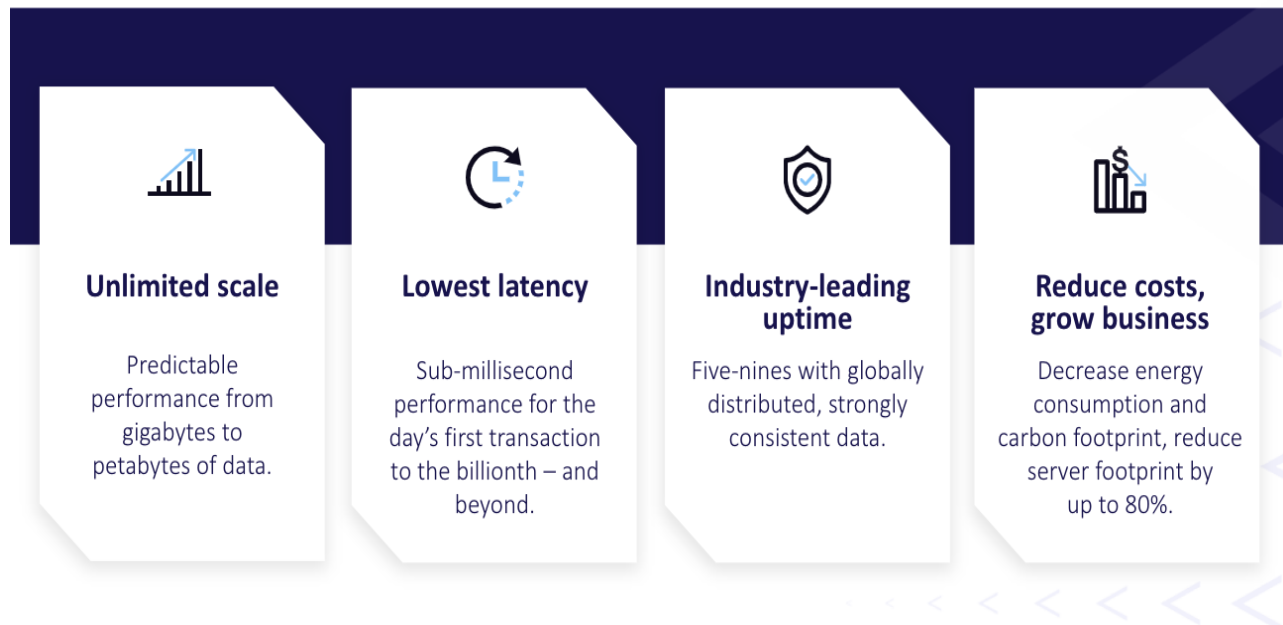 Unlimited scale
Predictable
performance from
gigabytes to
petabytes of data.
Lowest latency
Sub-millisecond
performance for the
day’s first transaction
to the billionth – and
beyond.
Industry-leading
uptime
Five-nines with globally
distributed, strongly
consistent data.
$
Reduce costs,
grow business
Decrease energy
consumption and
carbon footprint, reduce
server footprint by
up to 80%.